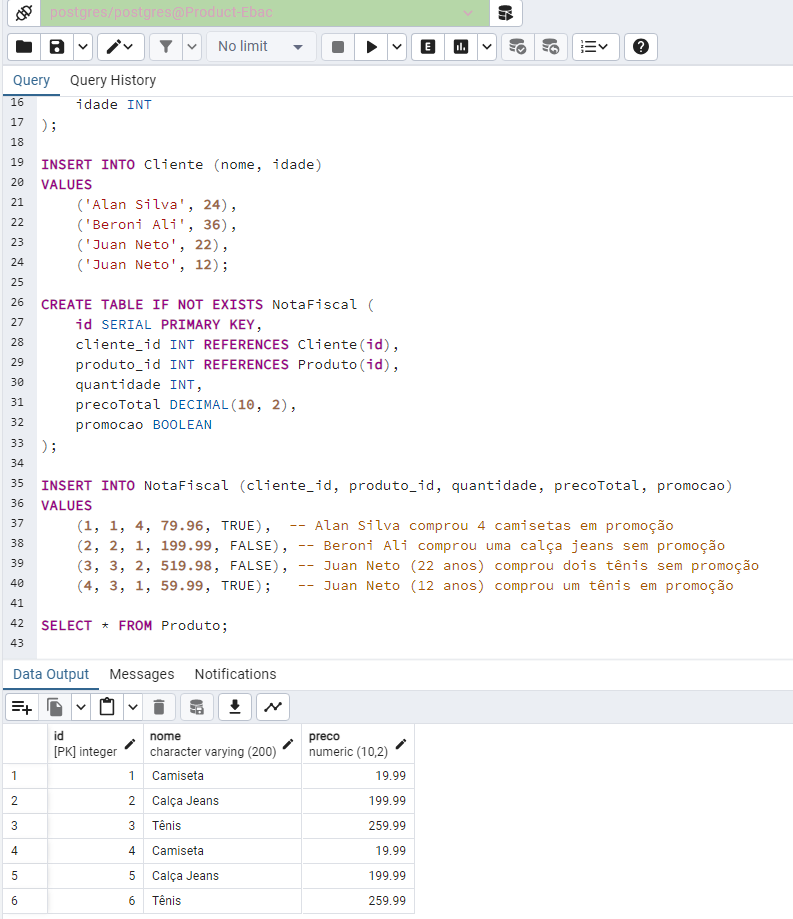 postgres/postgres@Product-Ebac
No limit
E
Query Query History
16 idade INT
17 );
18
19 INSERT INTO Cliente (nome, idade)
20 VALUES
21 ('Alan Silva', 24),
22 ('Beroni Ali', 36),
23 ('Juan Neto', 22),
24 ('Juan Neto', 12);
25
26 CREATE TABLE IF NOT EXISTS NotaFiscal (
27 id SERIAL PRIMARY KEY,
28 cliente_id INT REFERENCES Cliente(id),
29 produto_id INT REFERENCES Produto(id),
30 quantidade INT,
31 precoTotal DECIMAL(10, 2),
32 promocao BOOLEAN
33 );
34
35 INSERT INTO NotaFiscal (cliente_id, produto_id, quantidade, precoTotal, promocao)
36 VALUES
37 (1, 1, 4, 79.96, TRUE), -- Alan Silva comprou 4 camisetas em promoção
38 (2, 2, 1, 199.99, FALSE), -- Beroni Ali comprou uma calça jeans sem promoção
39 (3, 3, 2, 519.98, FALSE), -- Juan Neto (22 anos) comprou dois tênis sem promoção
40 (4, 3, 1, 59.99, TRUE); -- Juan Neto (12 anos) comprou um tênis em promoção
41
42 SELECT * FROM Produto;
43
Data Output Messages Notifications
id nome preco
[PK] integer character varying (200) numeric (10,2)
1 1 Camiseta 19.99
2 2 Calça Jeans 199.99
3 3 Tênis 259.99
4 4 Camiseta 19.99
5 5 Calça Jeans 199.99
6 6 Tênis 259.99